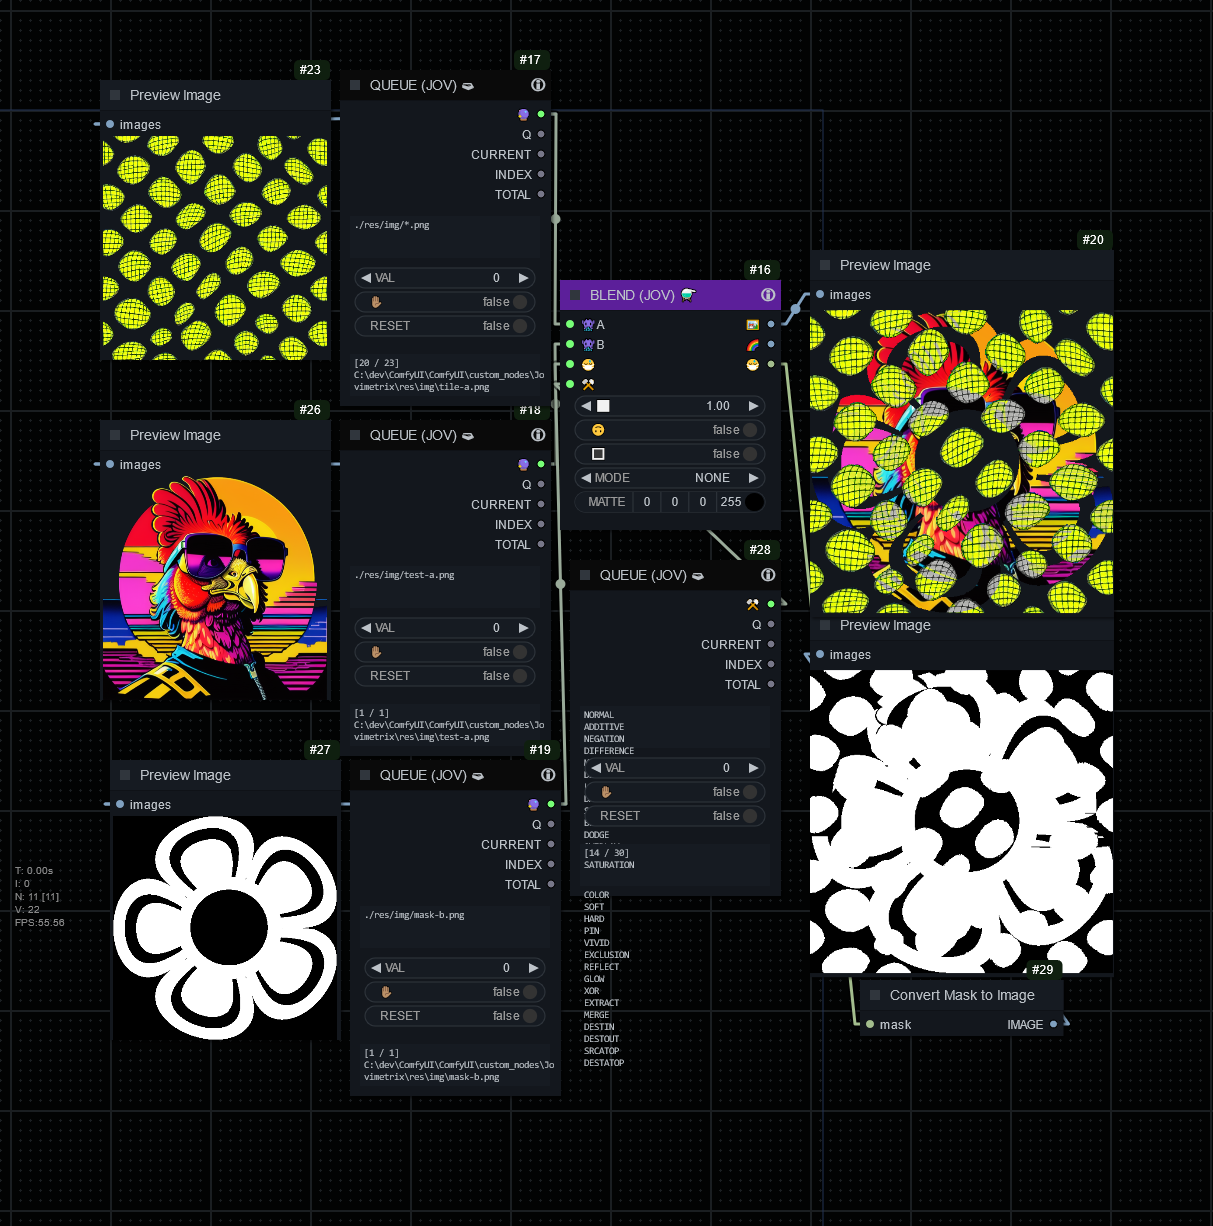 #23
Preview Image
images
#17
QUEUE (JOV)
Q
CURRENT
INDEX
TOTAL
./res/img/*.png
VAL 0
false
RESET false
[20 / 23]
C:\dev\ComfyUI\ComfyUI\custom_nodes\Jo
vimetrix\res\img\tile-a.png
#26
Preview Image
images
#18
QUEUE (JOV)
Q
CURRENT
INDEX
TOTAL
./res/img/test-a.png
VAL 0
false
RESET false
[1 / 1]
C:\dev\ComfyUI\ComfyUI\custom_nodes\Jo
vimetrix\res\img\test-a.png
#27
Preview Image
images
#19
QUEUE (JOV)
Q
CURRENT
INDEX
TOTAL
./res/img/mask-b.png
VAL 0
false
RESET false
[1 / 1]
C:\dev\ComfyUI\ComfyUI\custom_nodes\Jo
vimetrix\res\img\mask-b.png
T: 0.00s
I: 0
N: 11 [11]
V: 22
FPS:55.56
#16
BLEND (JOV)
A
B
1.00
false
false
MODE NONE
MATTE 0 0 0 255
#28
QUEUE (JOV)
Q
CURRENT
INDEX
TOTAL
NORMAL
ADDITIVE
NEGATION
DIFFERENCE
VAL 0
false
RESET false
DODGE
[14 / 30]
SATURATION
COLOR
SOFT
HARD
PIN
VIVID
EXCLUSION
REFLECT
GLOW
XOR
EXTRACT
MERGE
DESTIN
DESTOUT
SRCATOP
DESTATOP
#20
Preview Image
images
Preview Image
images
#29
Convert Mask to Image
mask IMAGE